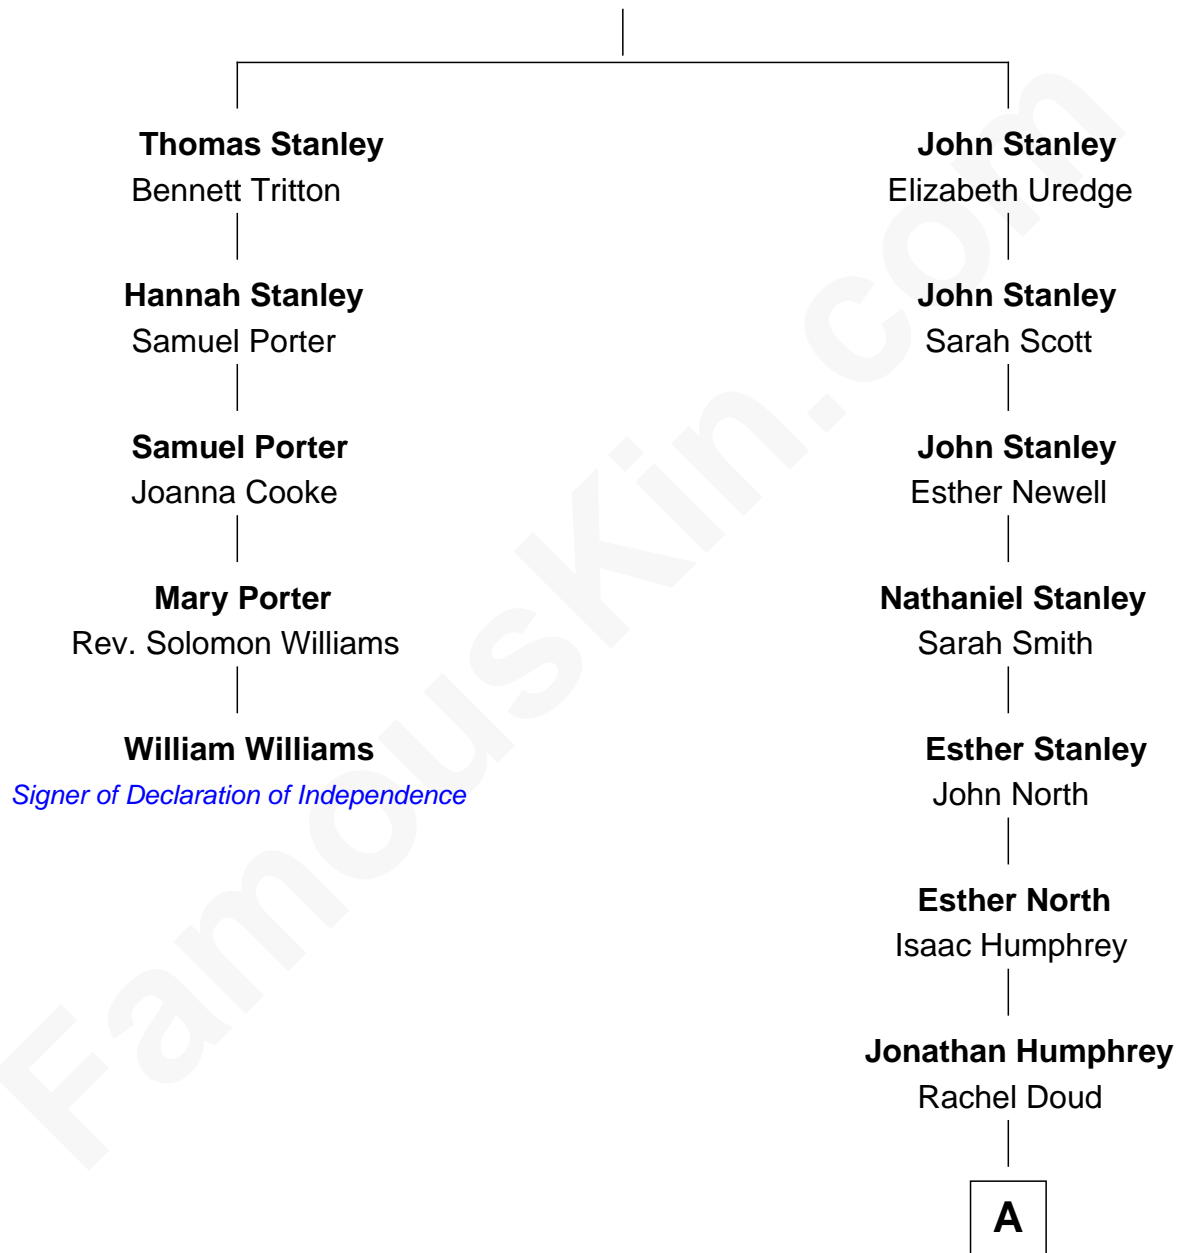 Thomas Stanley
Bennett Tritton
Hannah Stanley
Samuel Porter
Samuel Porter
Joanna Cooke
Mary Porter
Rev. Solomon Williams
William Williams
Signer of Declaration of Independence
John Stanley
Elizabeth Uredge
John Stanley
Sarah Scott
John Stanley
Esther Newell
Nathaniel Stanley
Sarah Smith
Esther Stanley
John North
Esther North
Isaac Humphrey
Jonathan Humphrey
Rachel Doud
A
FamousKin.com